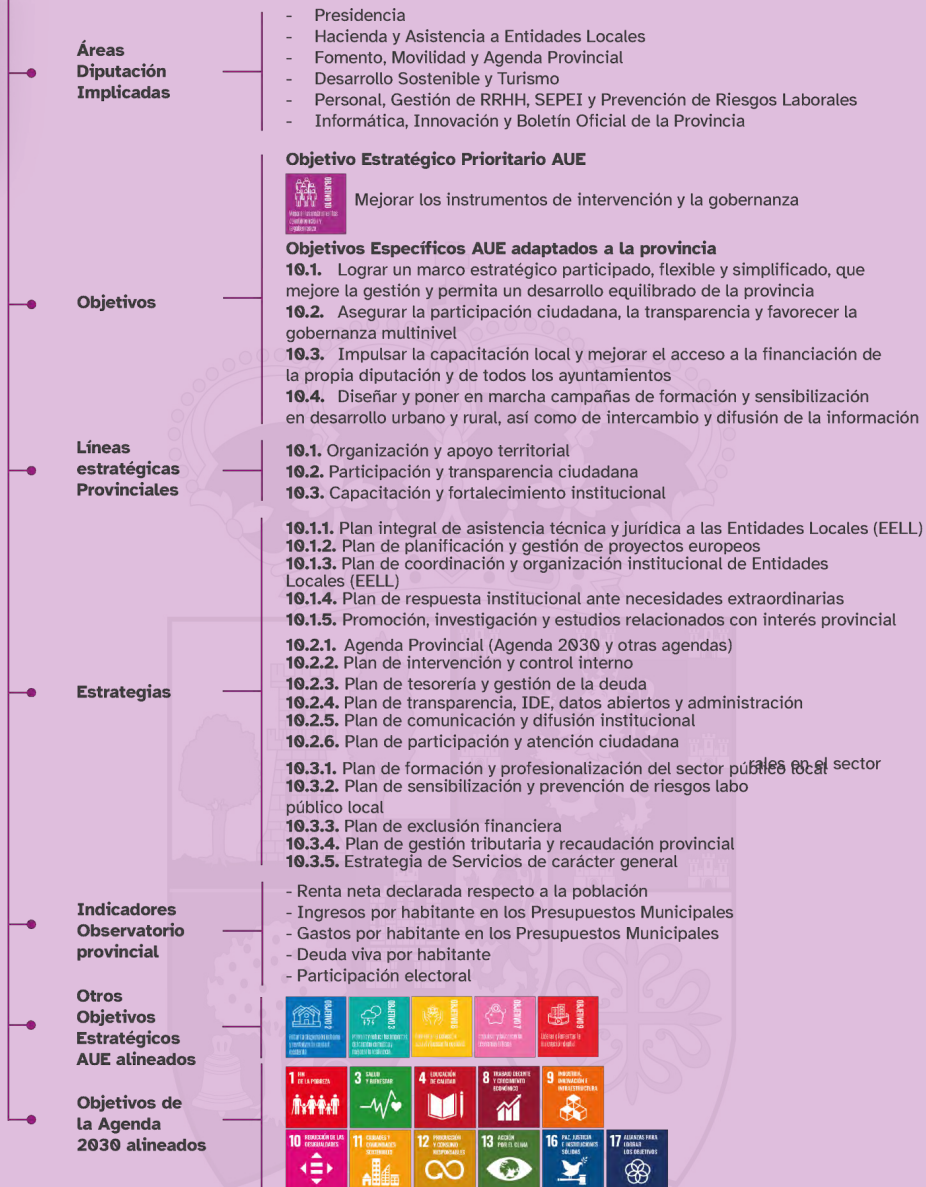 Áreas
Diputación
Implicadas
- Presidencia
- Hacienda y Asistencia a Entidades Locales
- Fomento, Movilidad y Agenda Provincial
- Desarrollo Sostenible y Turismo
- Personal, Gestión de RRHH, SEPEI y Prevención de Riesgos Laborales
- Informática, Innovación y Boletín Oficial de la Provincia
Objetivos
Objetivo Estratégico Prioritario AUE
OBJETIVO 10
Mejorar los instrumentos de intervención y la gobernanza
Objetivos Específicos AUE adaptados a la provincia
10.1. Lograr un marco estratégico participado, flexible y simplificado, que
mejore la gestión y permita un desarrollo equilibrado de la provincia
10.2. Asegurar la participación ciudadana, la transparencia y favorecer la
gobernanza multinivel
10.3. Impulsar la capacitación local y mejorar el acceso a la financiación de
la propia diputación y de todos los ayuntamientos
10.4. Diseñar y poner en marcha campañas de formación y sensibilización
en desarrollo urbano y rural, así como de intercambio y difusión de la información
Líneas
estratégicas
Provinciales
10.1. Organización y apoyo territorial
10.2. Participación y transparencia ciudadana
10.3. Capacitación y fortalecimiento institucional
Estrategias
10.1.1. Plan integral de asistencia técnica y jurídica a las Entidades Locales (EELL)
10.1.2. Plan de planificación y gestión de proyectos europeos
10.1.3. Plan de coordinación y organización institucional de Entidades
Locales (EELL)
10.1.4. Plan de respuesta institucional ante necesidades extraordinarias
10.1.5. Promoción, investigación y estudios relacionados con interés provincial
10.2.1. Agenda Provincial (Agenda 2030 y otras agendas)
10.2.2. Plan de intervención y control interno
10.2.3. Plan de tesorería y gestión de la deuda
10.2.4. Plan de transparencia, IDE, datos abiertos y administración
10.2.5. Plan de comunicación y difusión institucional
10.2.6. Plan de participación y atención ciudadana
10.3.1. Plan de formación y profesionalización del sector público local
10.3.2. Plan de sensibilización y prevención de riesgos labo
rales en el sector
público local
10.3.3. Plan de exclusión financiera
10.3.4. Plan de gestión tributaria y recaudación provincial
10.3.5. Estrategia de Servicios de carácter general
Indicadores
Observatorio
provincial
- Renta neta declarada respecto a la población
- Ingresos por habitante en los Presupuestos Municipales
- Gastos por habitante en los Presupuestos Municipales
- Deuda viva por habitante
- Participación electoral
Otros
Objetivos
Estratégicos
AUE alineados
OBJETIVO 2
OBJETIVO 3
OBJETIVO 6
OBJETIVO 7
OBJETIVO 9
Objetivos de
la Agenda
2030 alineados
1 FIN
DE LA POBREZA
3 SALUD
Y BIENESTAR
4 EDUCACIÓN
DE CALIDAD
8 TRABAJO DECENTE
Y CRECIMIENTO
ECONÓMICO
9 INDUSTRIA,
INNOVACIÓN E
INFRAESTRUCTURA
10 REDUCCIÓN DE LAS
DESIGUALDADES
11 CIUDADES Y
COMUNIDADES
SOSTENIBLES
12 PRODUCCIÓN
Y CONSUMO
RESPONSABLES
13 ACCIÓN
POR EL CLIMA
16 PAZ, JUSTICIA
E INSTITUCIONES
SÓLIDAS
17 ALIANZAS PARA
LOGRAR
LOS OBJETIVOS